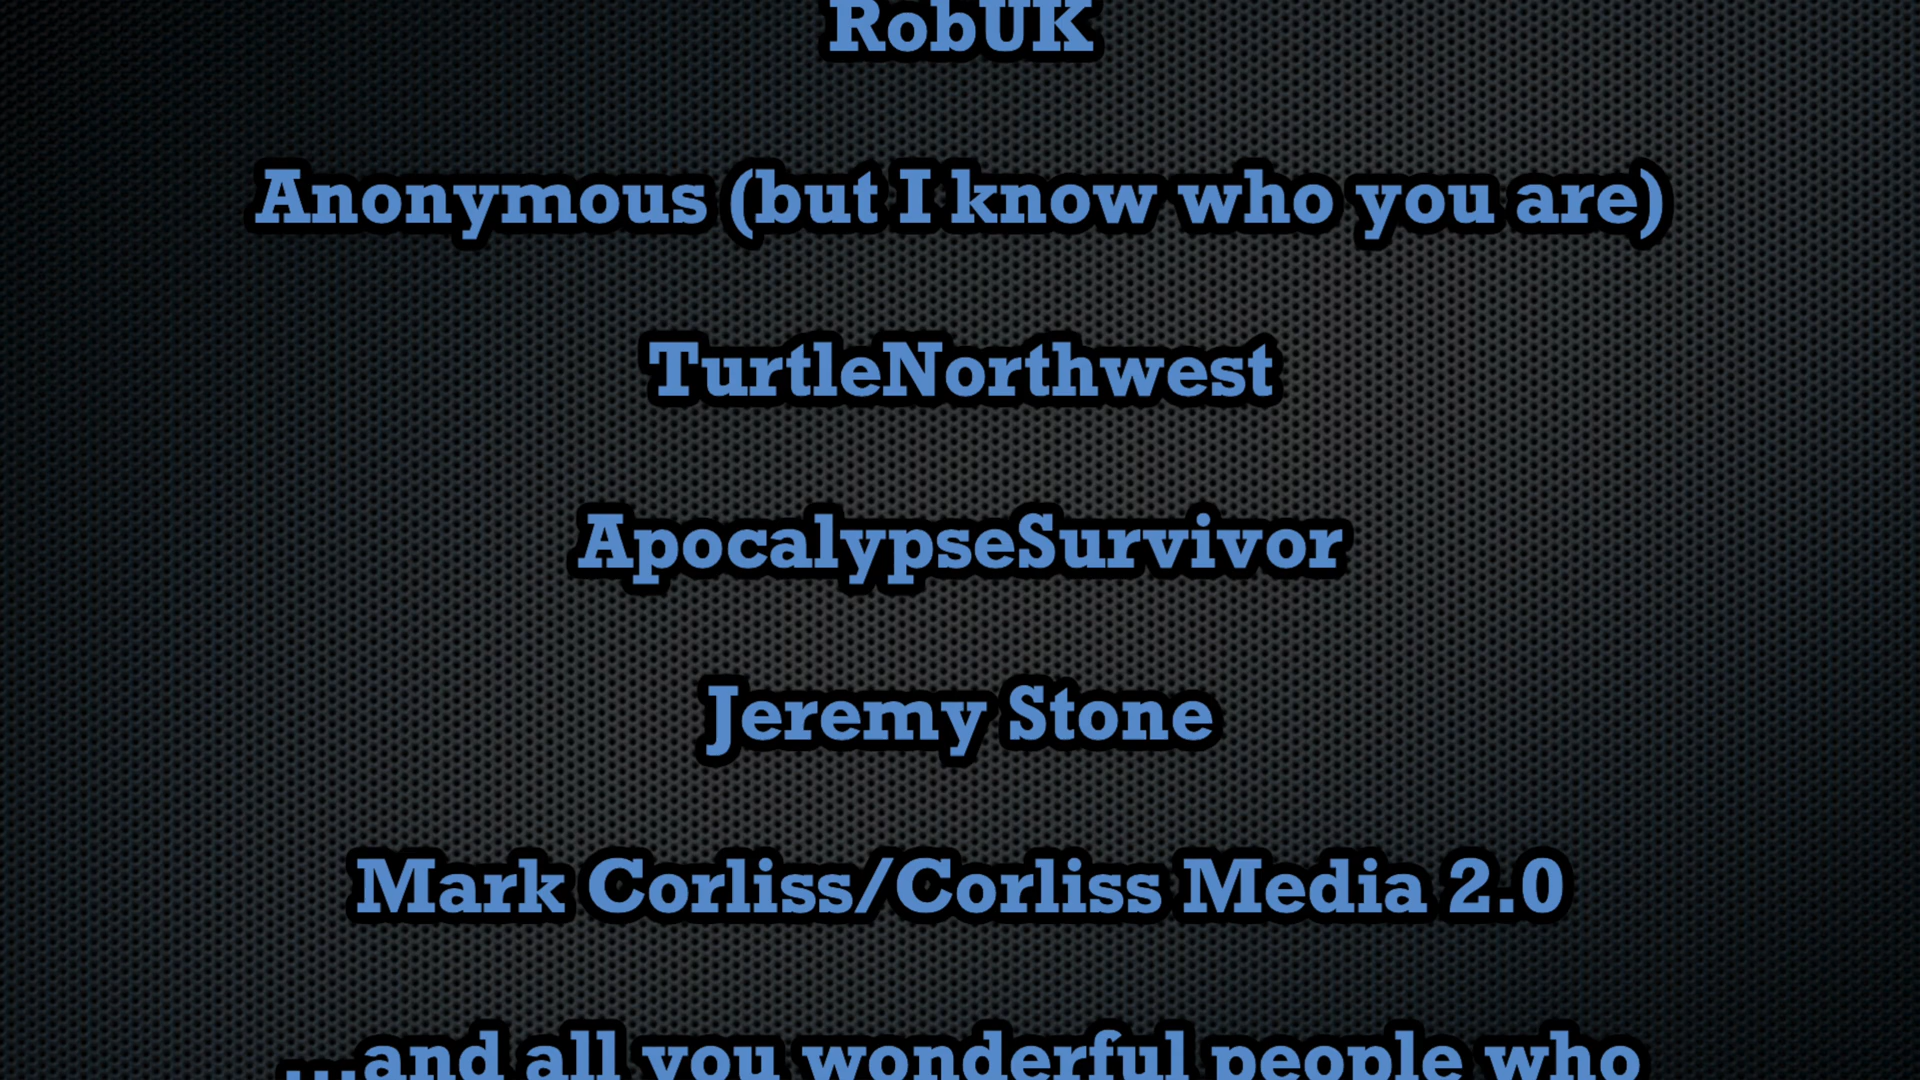 RobUK
Anonymous (but I know who you are)
TurtleNorthwest
ApocalypseSurvivor
Jeremy Stone
Mark Corliss/Corliss Media 2.0
...and all you wonderful people who